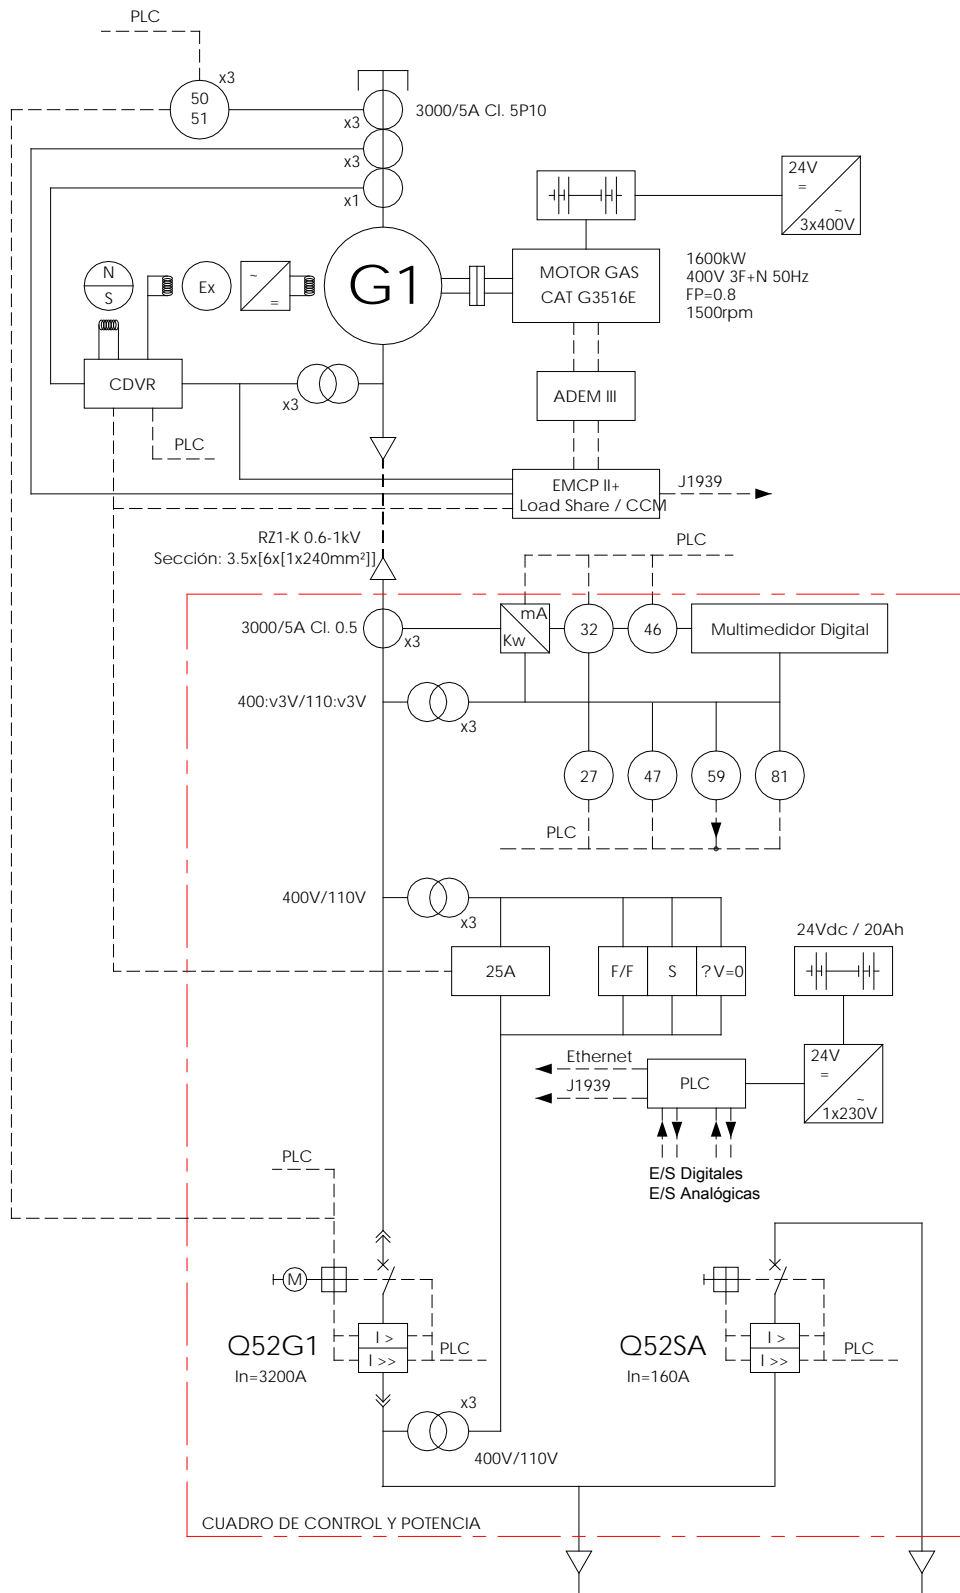 PLC
x3
50
51
3000/5A Cl. 5P10
x3
x3
x1
24V
=
~
3x400V
G1
MOTOR GAS
CAT G3516E
1600kW
400V 3F+N 50Hz
FP=0.8
1500rpm
N
S
Ex
~
=
CDVR
x3
ADEM III
PLC
EMCP II+
Load Share / CCM
J1939
RZ1-K 0.6-1kV
Sección: 3.5x[6x[1x240mm²]]
PLC
3000/5A Cl. 0.5
x3
mA
Kw
32
46
Multimedidor Digital
400:v3V/110:v3V
x3
27
47
59
81
PLC
400V/110V
x3
24Vdc / 20Ah
25A
F/F
S
?V=0
Ethernet
J1939
PLC
24V
=
~
1x230V
E/S Digitales
E/S Analógicas
PLC
M
Q52G1
In=3200A
I >
I >>
PLC
Q52SA
In=160A
I >
I >>
PLC
x3
400V/110V
CUADRO DE CONTROL Y POTENCIA